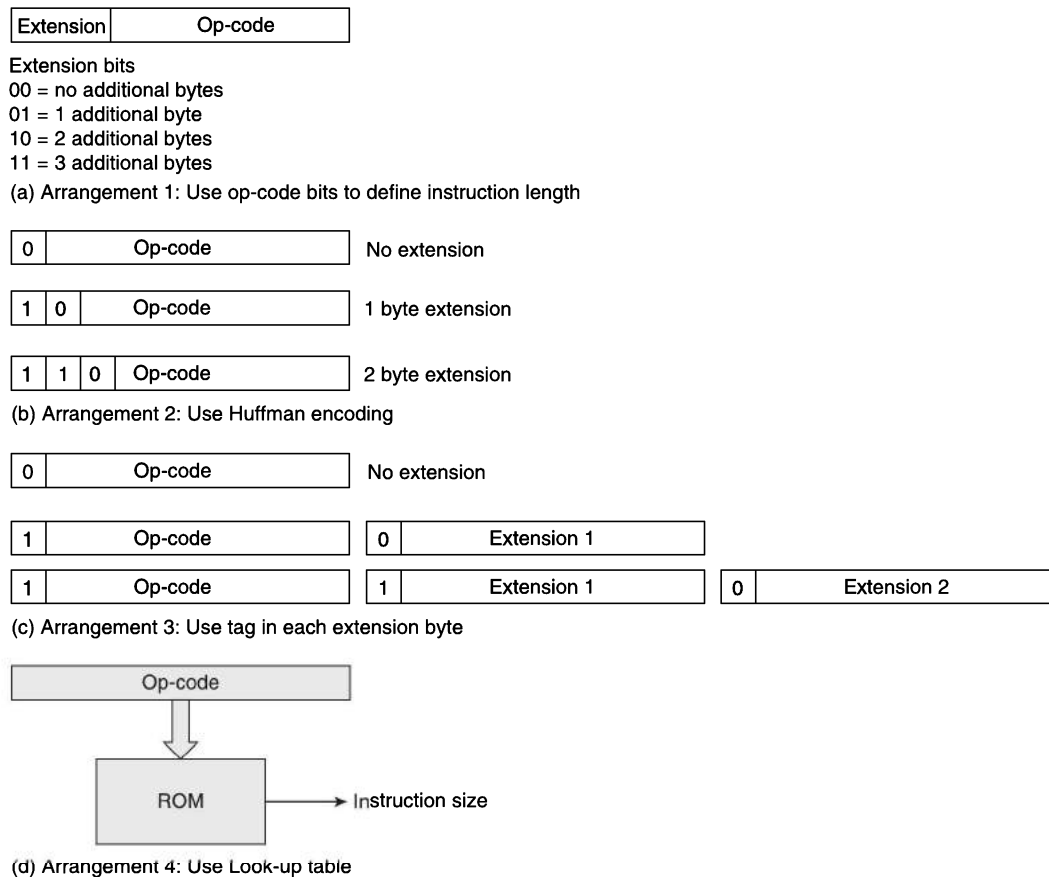 Extension Op-code
Extension bits
00 = no additional bytes
01 = 1 additional byte
10 = 2 additional bytes
11 = 3 additional bytes
(a) Arrangement 1: Use op-code bits to define instruction length
0 Op-code No extension
1 0 Op-code 1 byte extension
1 1 0 Op-code 2 byte extension
(b) Arrangement 2: Use Huffman encoding
0 Op-code No extension
1 Op-code 0 Extension 1
1 Op-code 1 Extension 1 0 Extension 2
(c) Arrangement 3: Use tag in each extension byte
Op-code
ROM Instruction size
(d) Arrangement 4: Use Look-up table